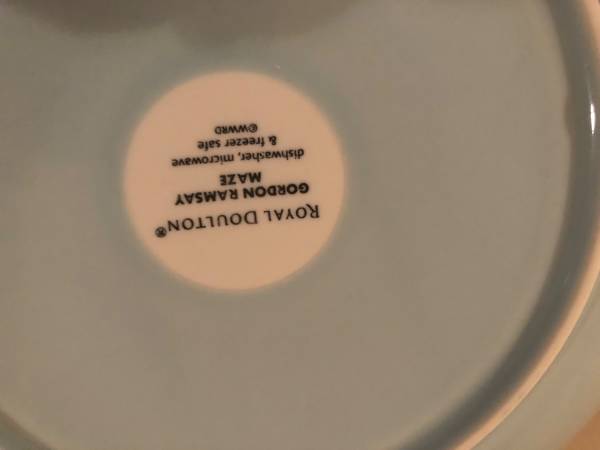 ROYAL DOULTON®
GORDON RAMSAY
MAZE
dishwasher, microwave
& freezer safe
©WWRD